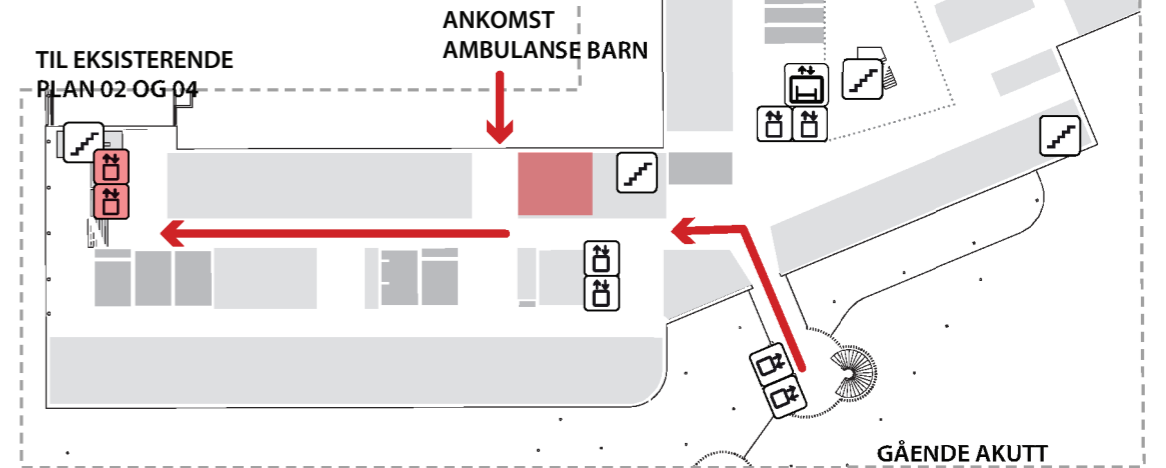 ANKOMST
AMBULANSE BARN
TIL EKSISTERENDE
PLAN 02 OG 04
GÅENDE AKUTT